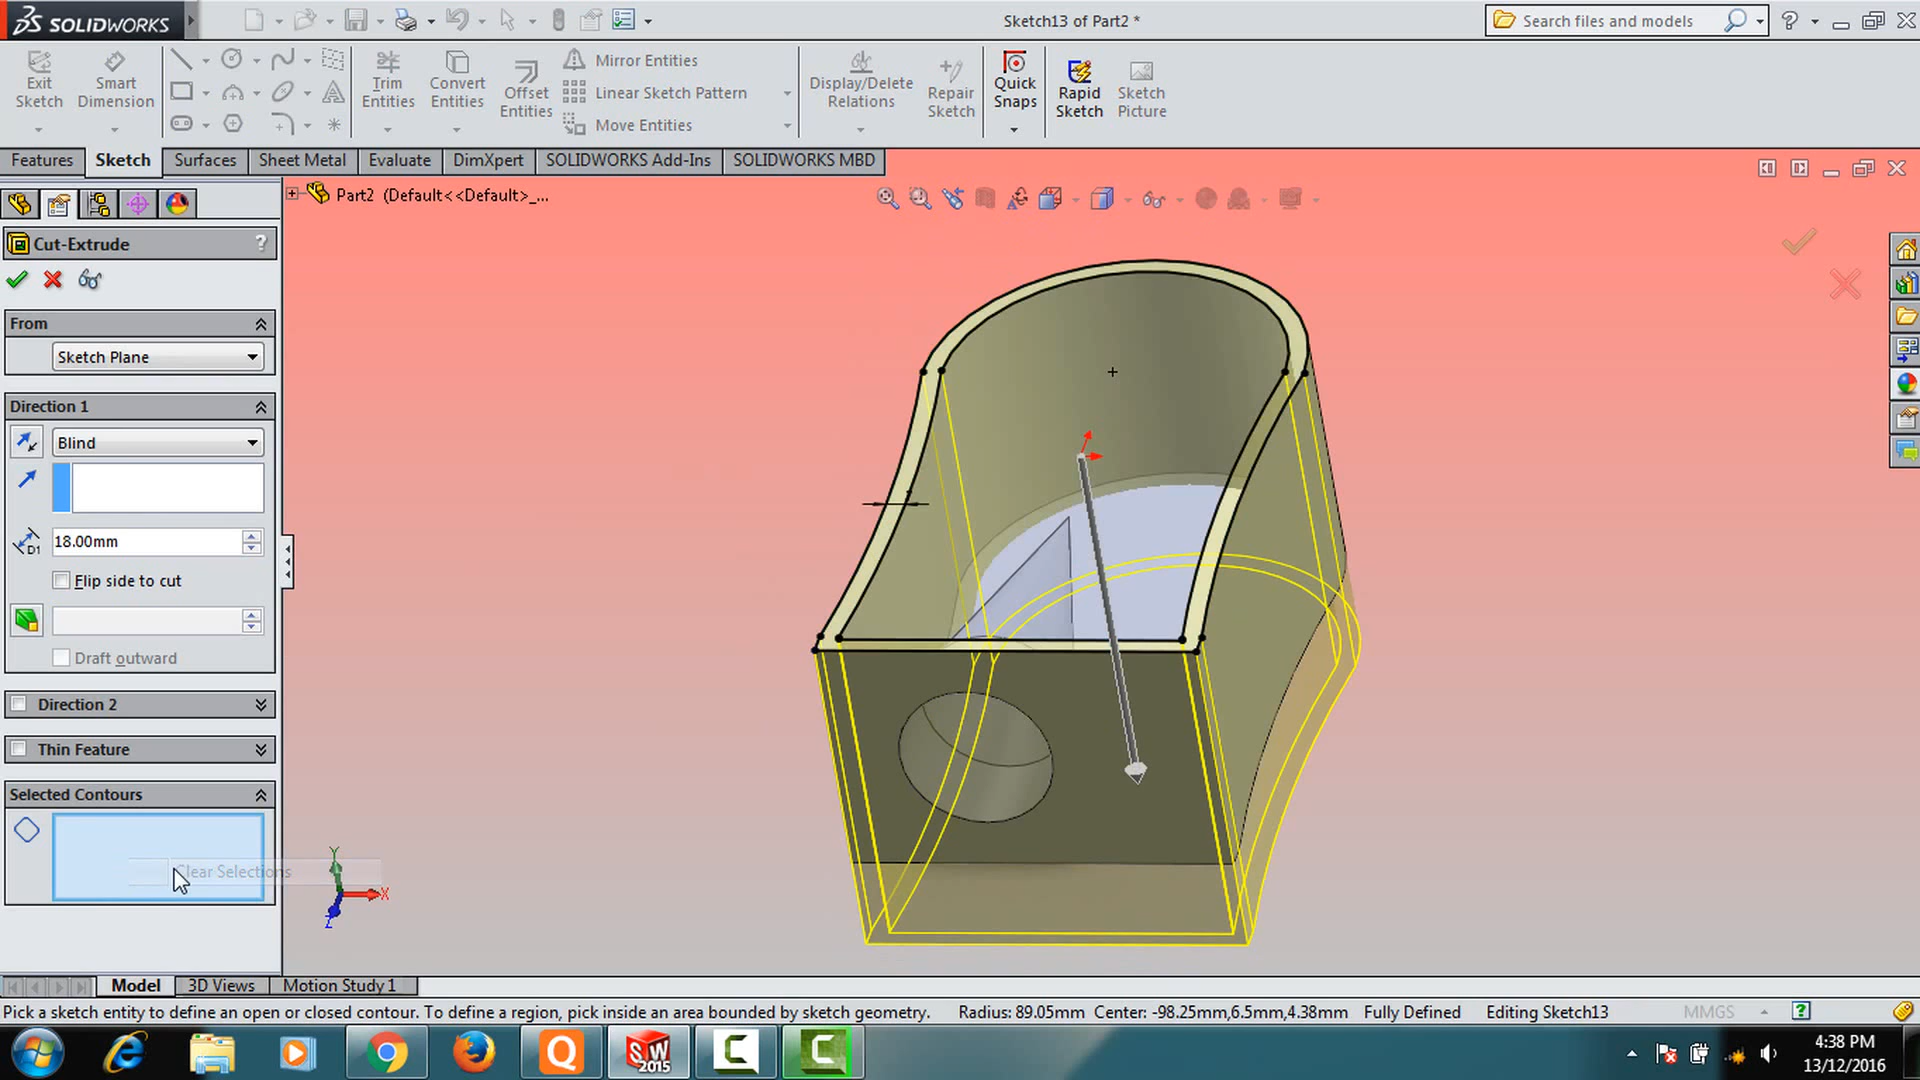 SOLIDWORKS
Sketch13 of Part2 *
Search files and models
Exit Sketch
Smart Dimension
Trim Entities
Convert Entities
Offset Entities
Mirror Entities
Linear Sketch Pattern
Move Entities
Display/Delete Relations
Repair Sketch
Quick Snaps
Rapid Sketch
Sketch Picture
Features
Sketch
Surfaces
Sheet Metal
Evaluate
DimXpert
SOLIDWORKS Add-Ins
SOLIDWORKS MBD
Part2 (Default<<Default>_...
Cut-Extrude
?
From
Sketch Plane
Direction 1
Blind
D1
18.00mm
Flip side to cut
Draft outward
Direction 2
Thin Feature
Selected Contours
Clear Selections
Y
X
Z
Model
3D Views
Motion Study 1
Pick a sketch entity to define an open or closed contour. To define a region, pick inside an area bounded by sketch geometry.
Radius: 89.05mm Center: -98.25mm,6.5mm,4.38mm
Fully Defined
Editing Sketch13
MMGS
?
Q
SW
2015
C
C
4:38 PM
13/12/2016